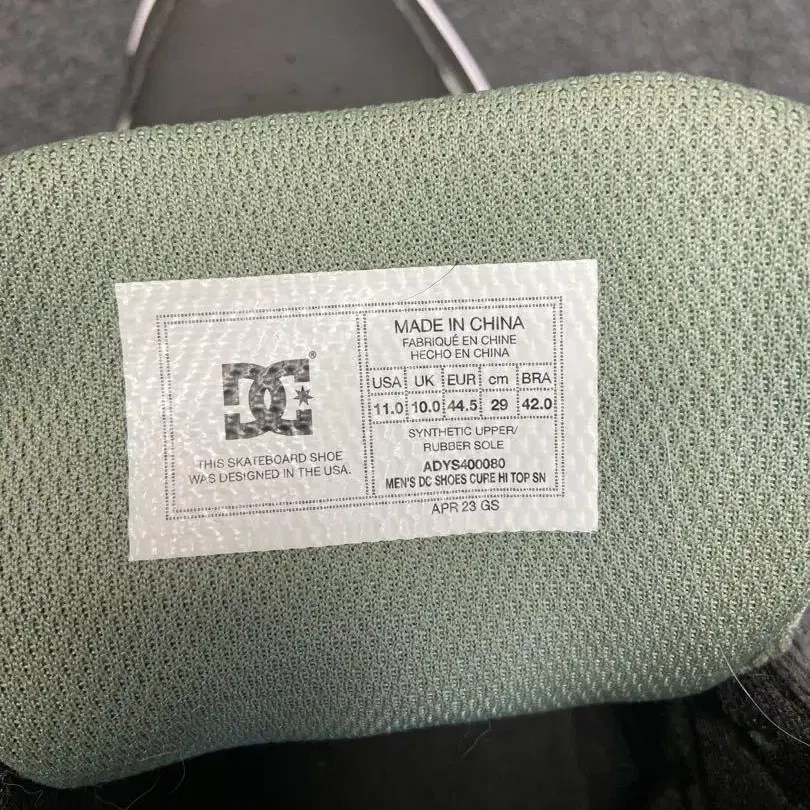 DC®
THIS SKATEBOARD SHOE
WAS DESIGNED IN THE USA.
MADE IN CHINA
FABRIQUÉ EN CHINE
HECHO EN CHINA
USA UK EUR cm BRA
11.0 10.0 44.5 29 42.0
SYNTHETIC UPPER/
RUBBER SOLE
ADYS400080
MEN'S DC SHOES CURE HI TOP SN
APR 23 GS